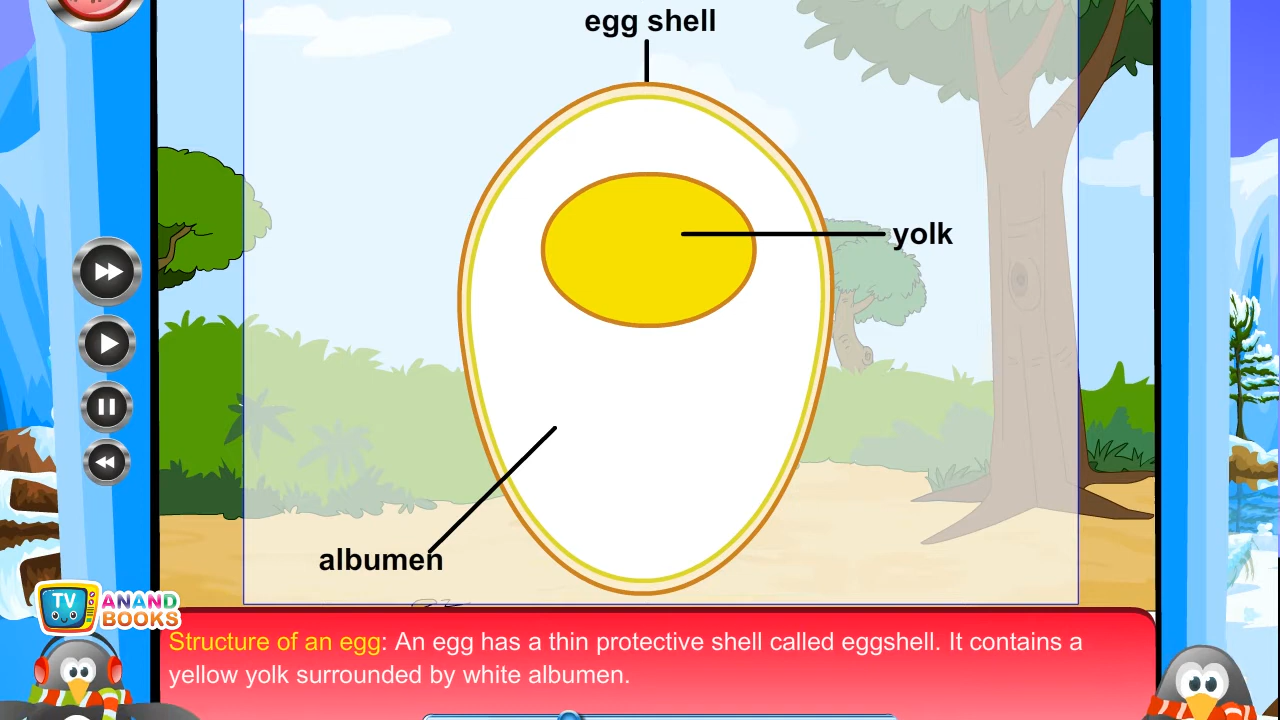 egg shell
yolk
albumen
TV
ANAND
BOOKS
Structure of an egg: An egg has a thin protective shell called eggshell. It contains a
yellow yolk surrounded by white albumen.